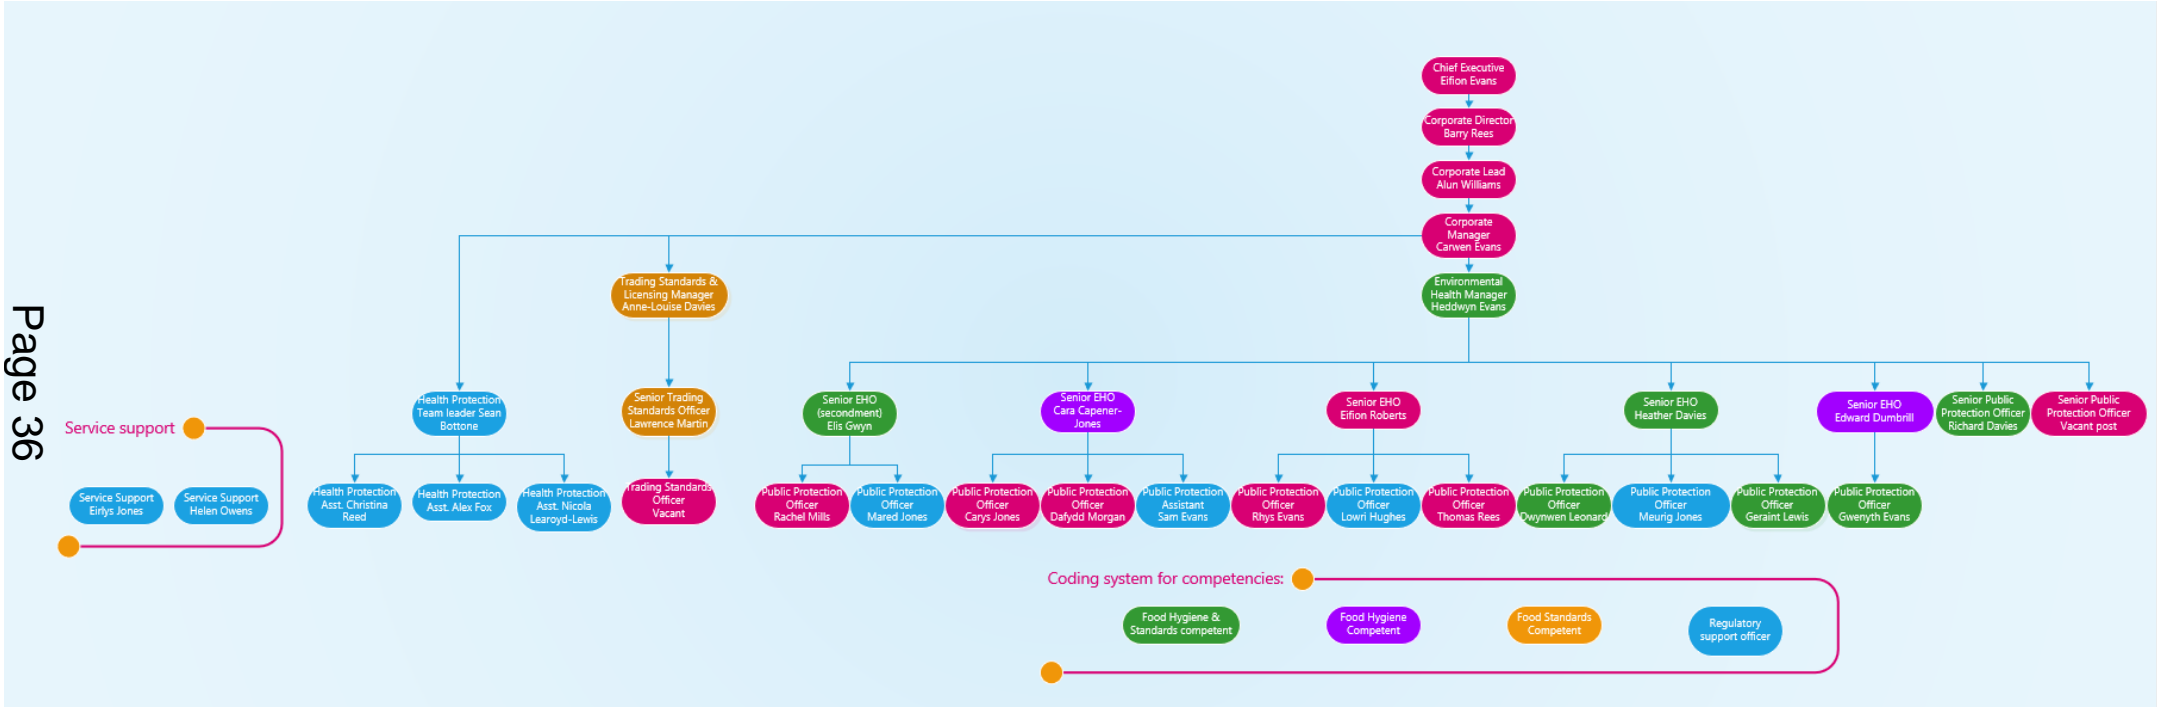 Chief Executive
Eifion Evans
Corporate Director
Barry Rees
Corporate Lead
Alun Williams
Corporate
Manager
Carwen Evans
Trading Standards &
Licensing Manager
Anne-Louise Davies
Environmental
Health Manager
Heddwyn Evans
Page 36
Health Protection
Team leader Sean
Bottone
Senior Trading
Standards Officer
Lawrence Martin
Senior EHO
(secondment)
Elis Gwyn
Senior EHO
Cara Capener-
Jones
Senior EHO
Eifion Roberts
Senior EHO
Heather Davies
Senior EHO
Edward Dumbrill
Senior Public
Protection Officer
Richard Davies
Senior Public
Protection Officer
Vacant post
Service support
Service Support
Eirlys Jones
Service Support
Helen Owens
Health Protection
Asst. Christina
Reed
Health Protection
Asst. Alex Fox
Health Protection
Asst. Nicola
Learoyd-Lewis
Trading Standards
Officer
Vacant
Public Protection
Officer
Rachel Mills
Public Protection
Officer
Mared Jones
Public Protection
Officer
Carys Jones
Public Protection
Officer
Dafydd Morgan
Public Protection
Assistant
Sam Evans
Public Protection
Officer
Rhys Evans
Public Protection
Officer
Lowri Hughes
Public Protection
Officer
Thomas Rees
Public Protection
Officer
Dwynwen Leonard
Public Protection
Officer
Meurig Jones
Public Protection
Officer
Geraint Lewis
Public Protection
Officer
Gwenyth Evans
Coding system for competencies:
Food Hygiene &
Standards competent
Food Hygiene
Competent
Food Standards
Competent
Regulatory
support officer